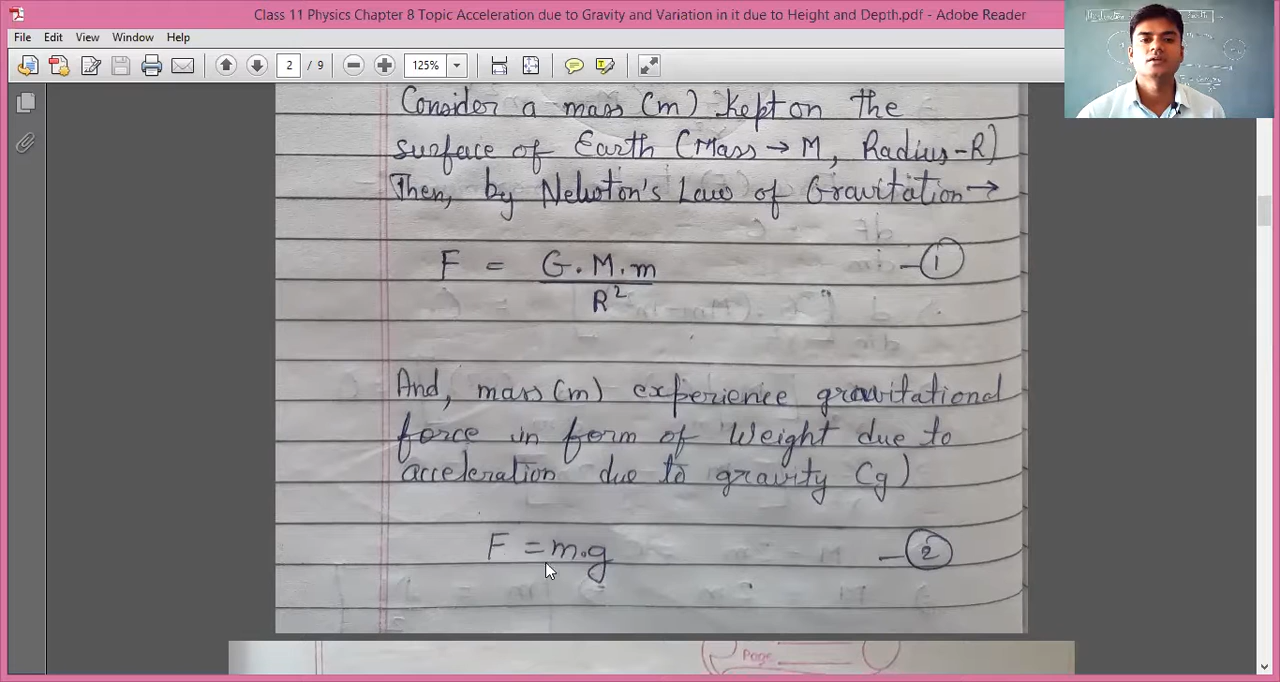 Class 11 Physics Chapter 8 Topic Acceleration due to Gravity and Variation in it due to Height and Depth.pdf - Adobe Reader
File Edit View Window Help
2 / 9 125%
Consider a mass (m) kept on the
surface of Earth (Mass → M, Radius - R)
Then, by Newton's Law of Gravitation →
F = G.M.m / R² - 1
And, mass (m) experience gravitational
force in form of Weight due to
acceleration due to gravity (g)
F = m.g - 2
Page